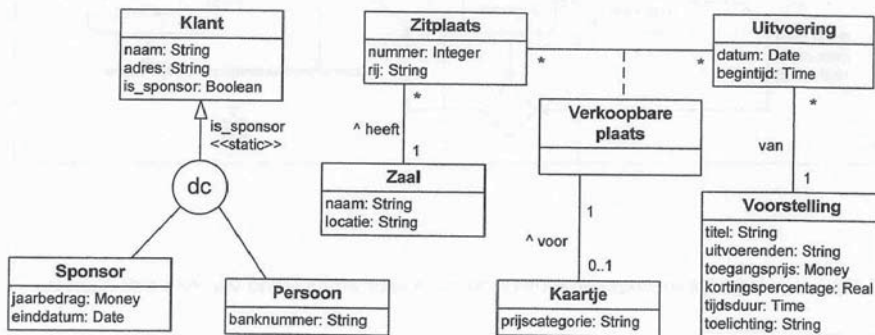 Klant
naam: String
adres: String
is_sponsor: Boolean
is_sponsor
<<static>>
dc
Sponsor
jaarbedrag: Money
einddatum: Date
Persoon
banknummer: String
Zitplaats
nummer: Integer
rij: String
*
^ heeft
1
Zaal
naam: String
locatie: String
*
*
Verkoopbare
plaats
1
^ voor
0..1
Kaartje
prijscategorie: String
Uitvoering
datum: Date
begintijd: Time
*
van
1
Voorstelling
titel: String
uitvoerenden: String
toegangsprijs: Money
kortingspercentage: Real
tijdsduur: Time
toelichting: String